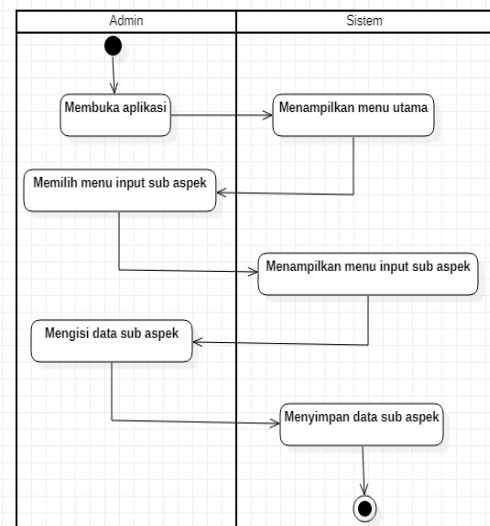 Admin
Sistem
Membuka aplikasi
Menampilkan menu utama
Memilih menu input sub aspek
Menampilkan menu input sub aspek
Mengisi data sub aspek
Menyimpan data sub aspek